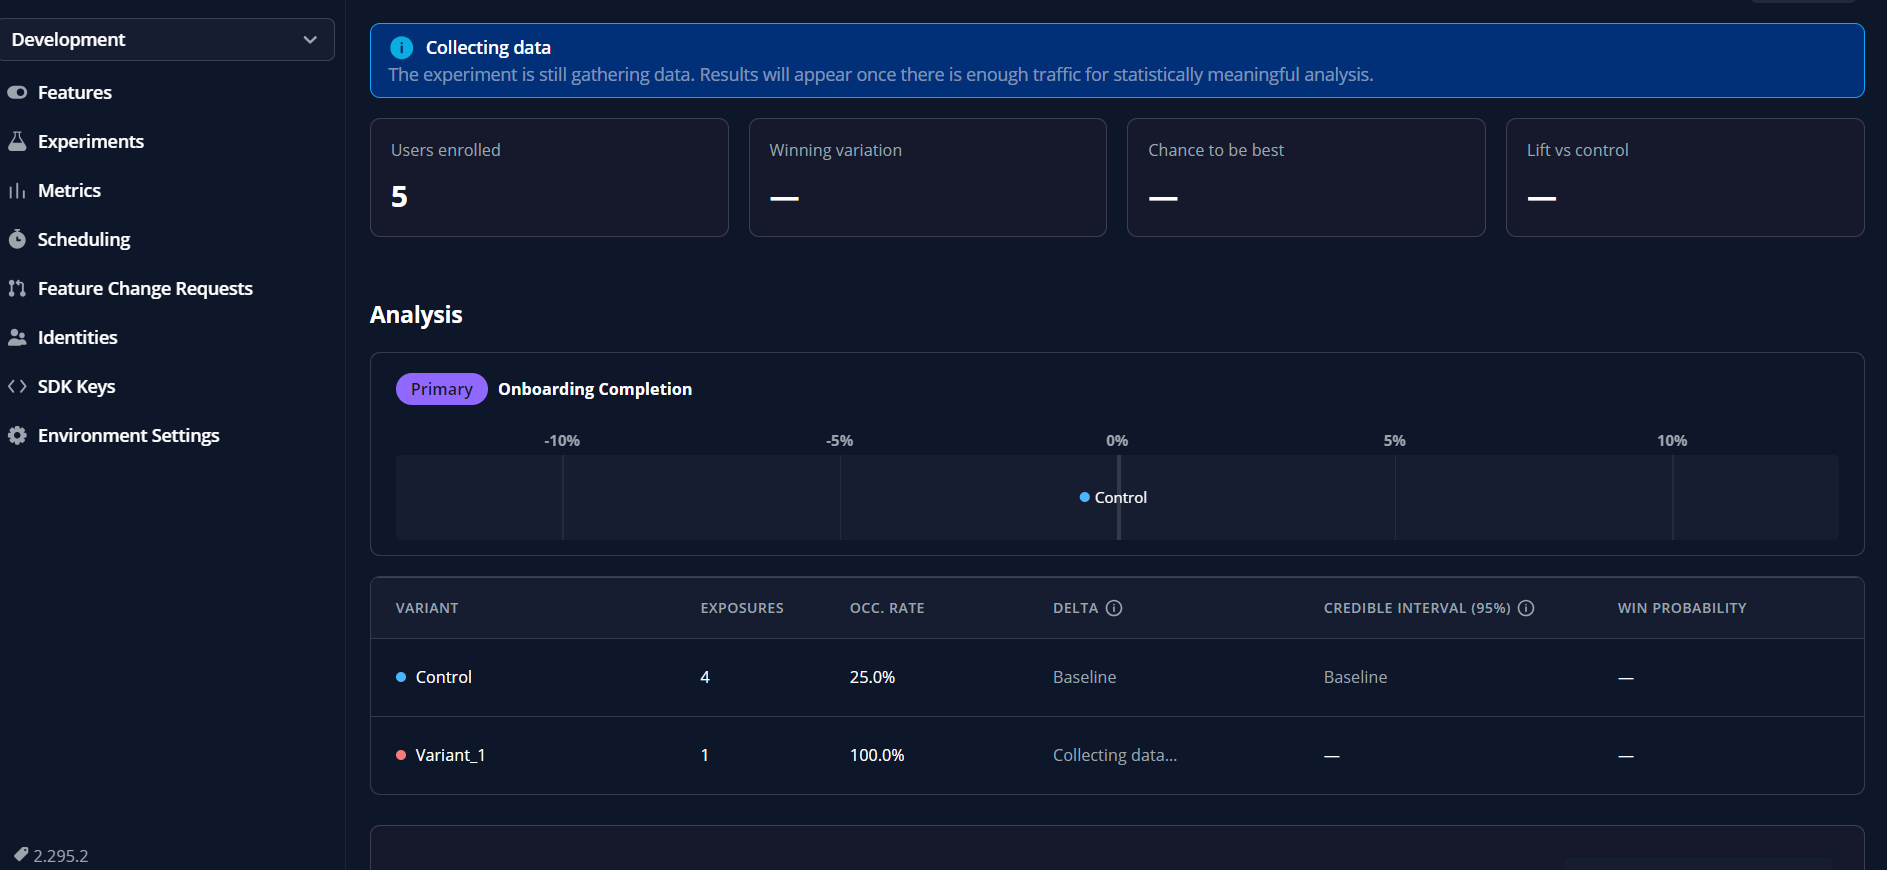 Development
Features
Experiments
Metrics
Scheduling
Feature Change Requests
Identities
SDK Keys
Environment Settings
2.295.2
Collecting data
The experiment is still gathering data. Results will appear once there is enough traffic for statistically meaningful analysis.
Users enrolled
5
Winning variation
—
Chance to be best
—
Lift vs control
—
Analysis
Primary Onboarding Completion
-10% -5% 0% 5% 10%
Control
VARIANT EXPOSURES OCC. RATE DELTA CREDIBLE INTERVAL (95%) WIN PROBABILITY
Control 4 25.0% Baseline Baseline —
Variant_1 1 100.0% Collecting data... — —